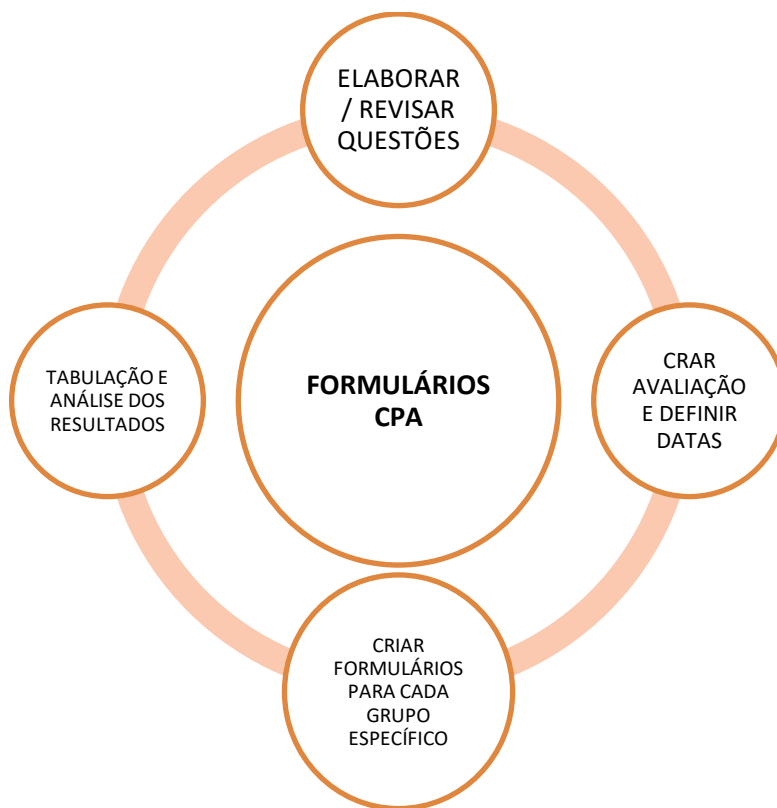 ELABORAR
/ REVISAR
QUESTÕES
TABULAÇÃO E
ANÁLISE DOS
RESULTADOS
FORMULÁRIOS
CPA
CRAR
AVALIAÇÃO
E DEFINIR
DATAS
CRIAR
FORMULÁRIOS
PARA CADA
GRUPO
ESPECÍFICO